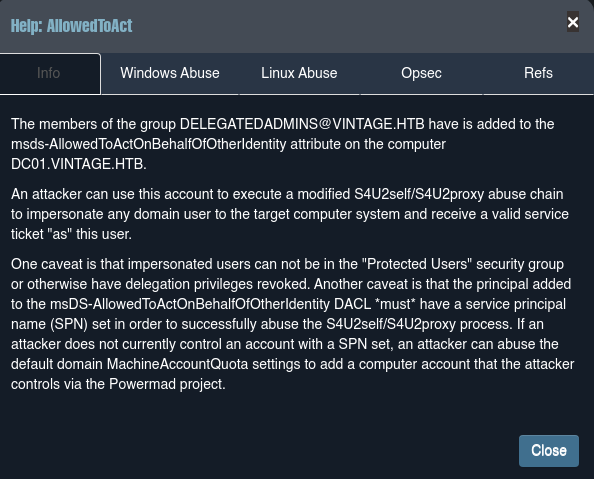 Help: AllowedToAct
×
Info
Windows Abuse
Linux Abuse
Opsec
Refs
The members of the group DELEGATEDADMINS@VINTAGE.HTB have is added to the
msds-AllowedToActOnBehalfOfOtherIdentity attribute on the computer
DC01.VINTAGE.HTB.
An attacker can use this account to execute a modified S4U2self/S4U2proxy abuse chain
to impersonate any domain user to the target computer system and receive a valid service
ticket "as" this user.
One caveat is that impersonated users can not be in the "Protected Users" security group
or otherwise have delegation privileges revoked. Another caveat is that the principal added
to the msDS-AllowedToActOnBehalfOfOtherIdentity DACL *must* have a service principal
name (SPN) set in order to successfully abuse the S4U2self/S4U2proxy process. If an
attacker does not currently control an account with a SPN set, an attacker can abuse the
default domain MachineAccountQuota settings to add a computer account that the attacker
controls via the Powermad project.
Close